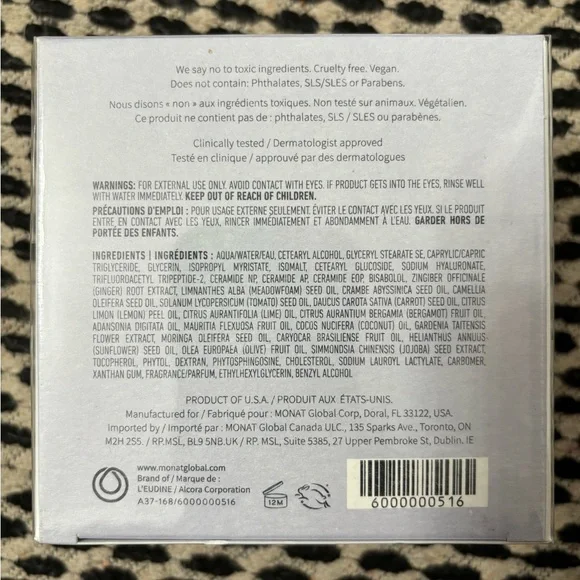 We say no to toxic ingredients. Cruelty free. Vegan.
Does not contain: Phthalates, SLS/SLES or Parabens.
Nous disons « non » aux ingrédients toxiques. Non testé sur animaux. Végétalien.
Ce produit ne contient pas de : phthalates, SLS / SLES ou parabènes.
Clinically tested / Dermatologist approved
Testé en clinique / approuvé par des dermatologues
WARNINGS: FOR EXTERNAL USE ONLY. AVOID CONTACT WITH EYES. IF PRODUCT GETS INTO THE EYES, RINSE WELL
WITH WATER IMMEDIATELY. KEEP OUT OF REACH OF CHILDREN.
PRÉCAUTIONS D'EMPLOI : POUR USAGE EXTERNE SEULEMENT. ÉVITER LE CONTACT AVEC LES YEUX. SI LE PRODUIT
ENTRE EN CONTACT AVEC LES YEUX, RINCER IMMÉDIATEMENT ET ABONDAMMENT À L'EAU. GARDER HORS DE
PORTÉE DES ENFANTS.
INGREDIENTS | INGRÉDIENTS : AQUA/WATER/EAU, CETEARYL ALCOHOL, GLYCERYL STEARATE SE, CAPRYLIC/CAPRIC
TRIGLYCERIDE, GLYCERIN, ISOPROPYL MYRISTATE, ISOMALT, CETEARYL GLUCOSIDE, SODIUM HYALURONATE,
TRIFLUOROACETYL TRIPEPTIDE-2, CERAMIDE NP, CERAMIDE AP, CERAMIDE EOP, BISABOLOL, ZINGIBER OFFICINALE
(GINGER) ROOT EXTRACT, LIMNANTHES ALBA (MEADOWFOAM) SEED OIL, CRAMBE ABYSSINICA SEED OIL, CAMELLIA
OLEIFERA SEED OIL, SOLANUM LYCOPERSICUM (TOMATO) SEED OIL, DAUCUS CAROTA SATIVA (CARROT) SEED OIL, CITRUS
LIMON (LEMON) PEEL OIL, CITRUS AURANTIFOLIA (LIME) OIL, CITRUS AURANTIUM BERGAMIA (BERGAMOT) FRUIT OIL,
ADANSONIA DIGITATA OIL, MAURITIA FLEXUOSA FRUIT OIL, COCOS NUCIFERA (COCONUT) OIL, GARDENIA TAITENSIS
FLOWER EXTRACT, MORINGA OLEIFERA SEED OIL, CARYOCAR BRASILIENSE FRUIT OIL, HELIANTHUS ANNUUS
(SUNFLOWER) SEED OIL, OLEA EUROPAEA (OLIVE) FRUIT OIL, SIMMONDSIA CHINENSIS (JOJOBA) SEED EXTRACT,
TOCOPHEROL, PHYTOL, DEXTRAN, PHYTOSPHINGOSINE, CHOLESTEROL, SODIUM LAUROYL LACTYLATE, CARBOMER,
XANTHAN GUM, FRAGRANCE/PARFUM, ETHYLHEXYLGLYCERIN, BENZYL ALCOHOL
PRODUCT OF U.S.A. / PRODUIT AUX ÉTATS-UNIS.
Manufactured for / Fabriqué pour : MONAT Global Corp, Doral, FL 33122, USA.
Imported by / Importé par : MONAT Global Canada ULC., 135 Sparks Ave., Toronto, ON
M2H 2S5. / RP. MSL, BL9 5NB.UK / RP. MSL, Suite 5385, 27 Upper Pembroke St, Dublin. IE
www.monatglobal.com
Brand of / Marque de :
L'EUDINE / Alcora Corporation
A37-168/6000000516
12M
6000000516